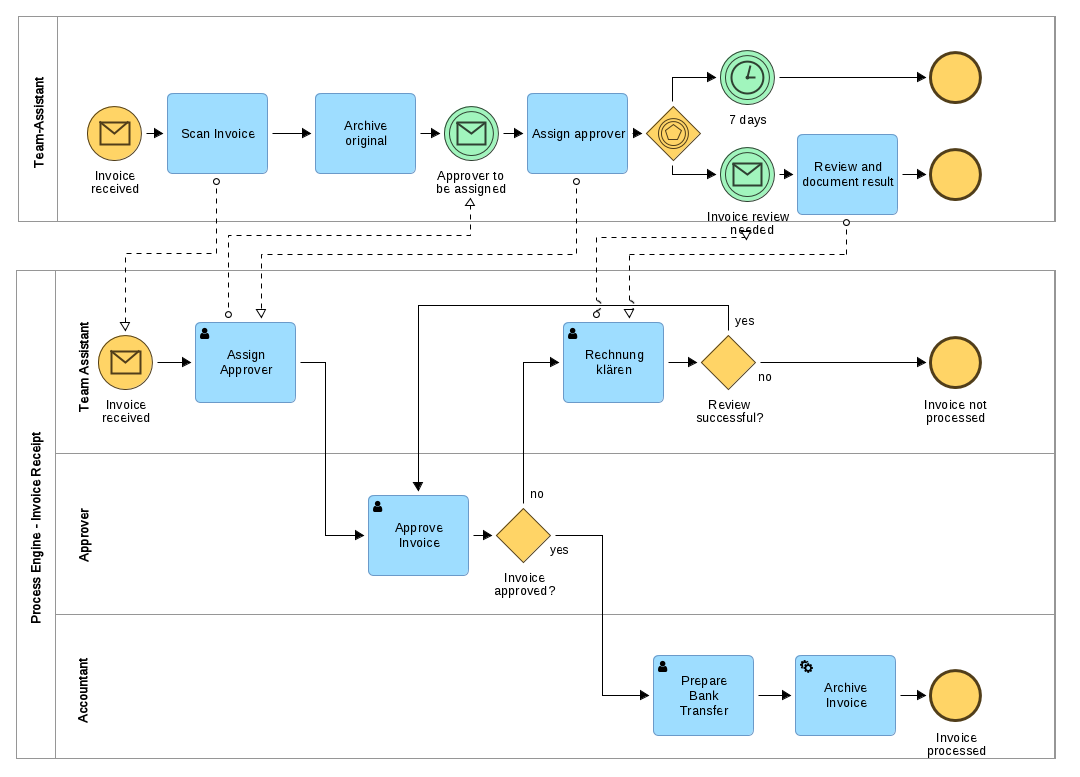 Team-Assistant
Invoice
received
Scan Invoice
Archive
original
Approver to
be assigned
Assign approver
7 days
Invoice review
needed
Review and
document result
Process Engine - Invoice Receipt
Team Assistant
Invoice
received
Assign
Approver
Rechnung
klären
yes
no
Review
successful?
Invoice not
processed
Approver
Approve
Invoice
no
yes
Invoice
approved?
Accountant
Prepare
Bank
Transfer
Archive
Invoice
Invoice
processed